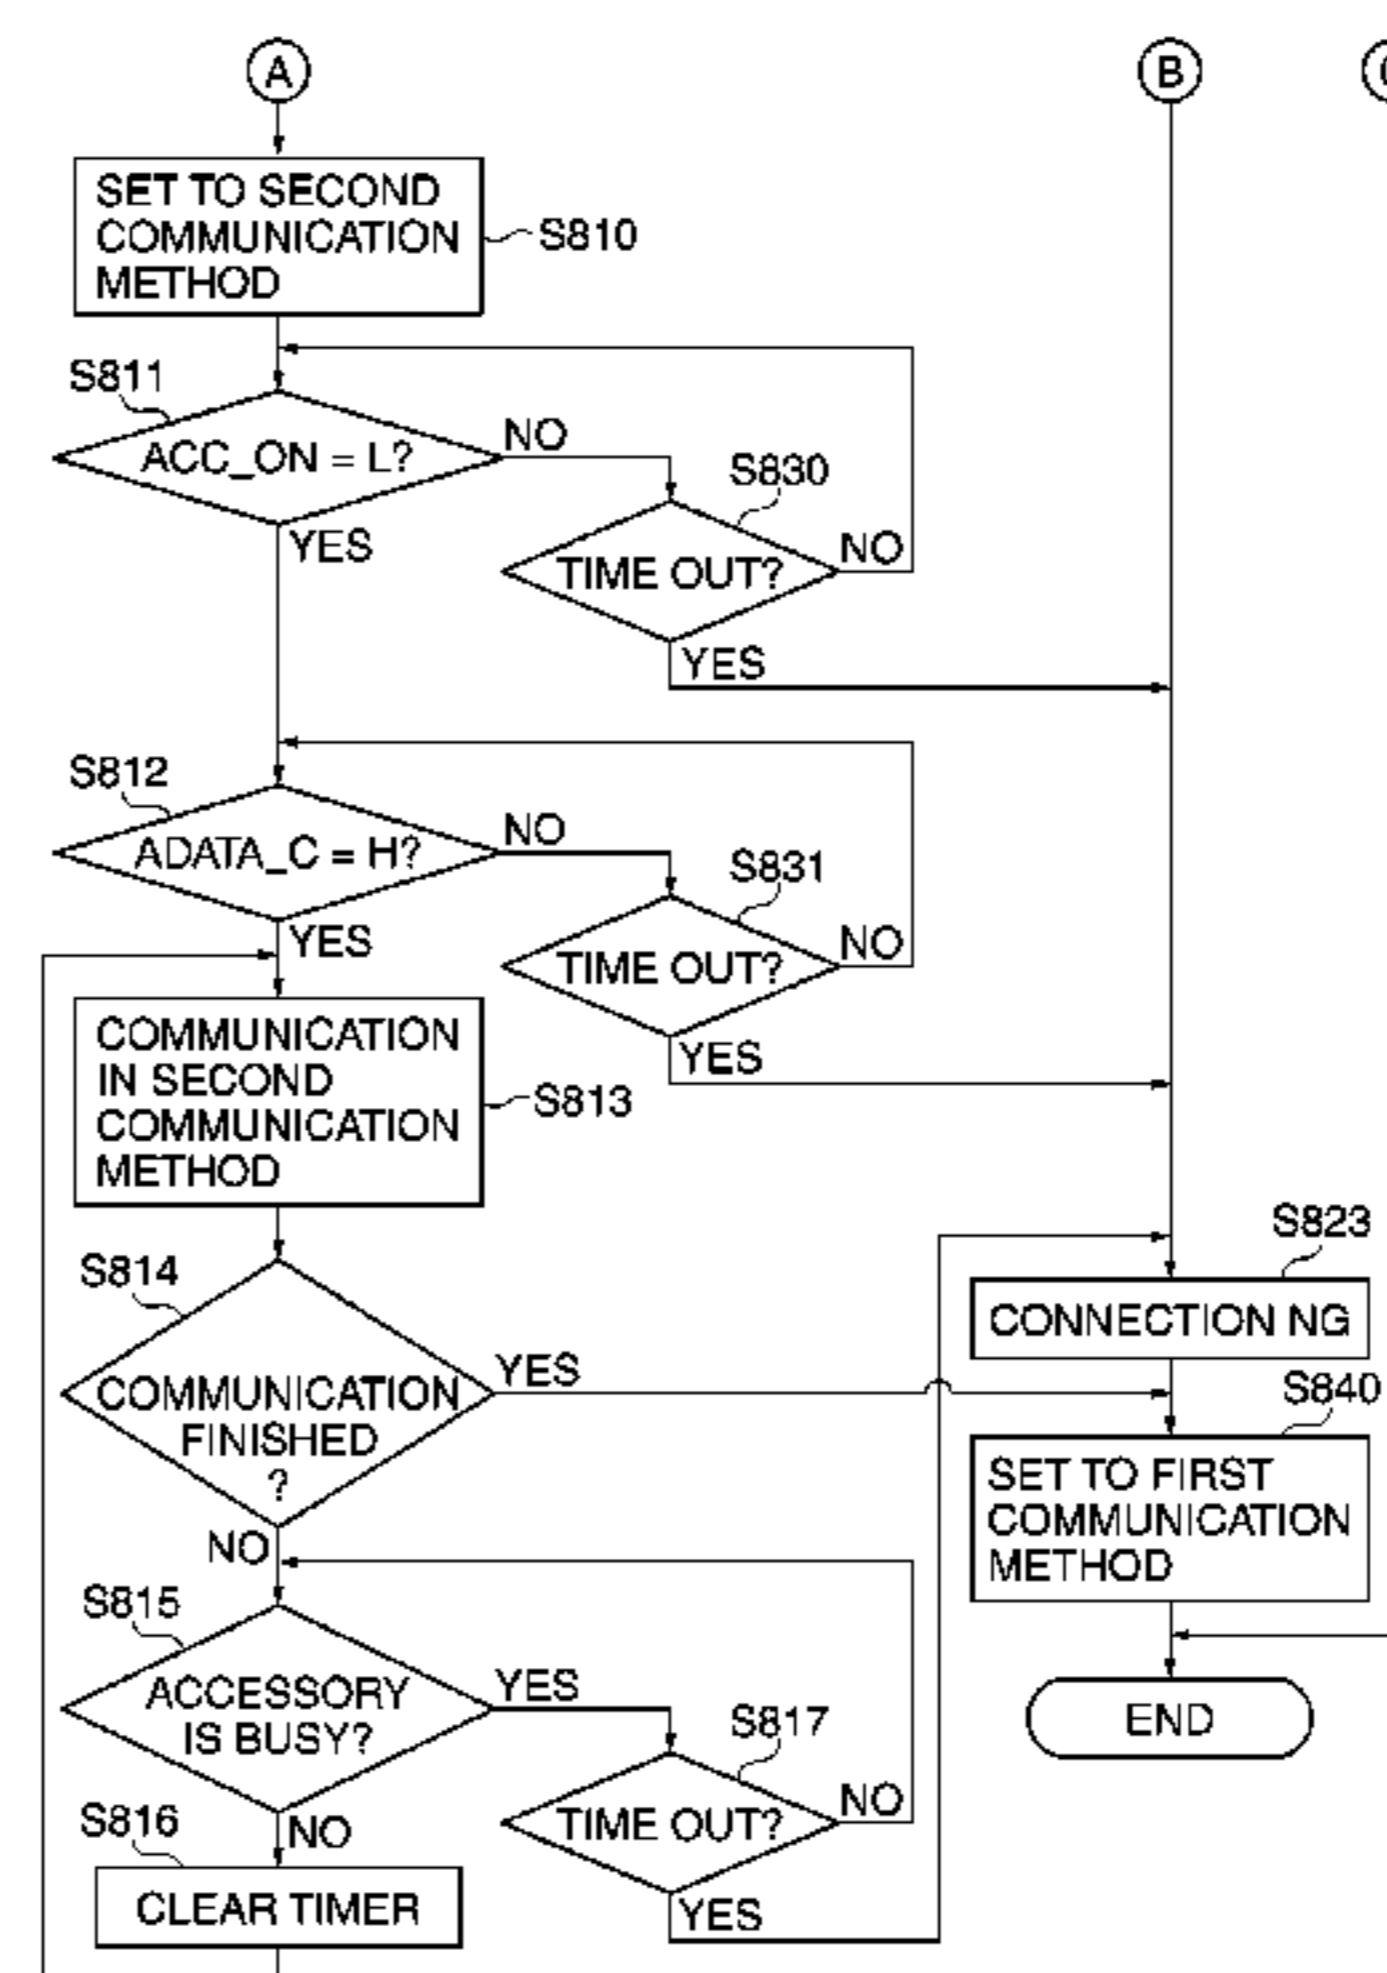 A
B
SET TO SECOND
COMMUNICATION
METHOD
S810
S811
ACC_ON = L?
NO
YES
S830
TIME OUT?
NO
YES
S812
ADATA_C = H?
NO
YES
S831
TIME OUT?
NO
YES
COMMUNICATION
IN SECOND
COMMUNICATION
METHOD
S813
S814
COMMUNICATION
FINISHED
?
YES
NO
S823
CONNECTION NG
S840
SET TO FIRST
COMMUNICATION
METHOD
END
S815
ACCESSORY
IS BUSY?
YES
NO
S817
TIME OUT?
NO
YES
S816
CLEAR TIMER